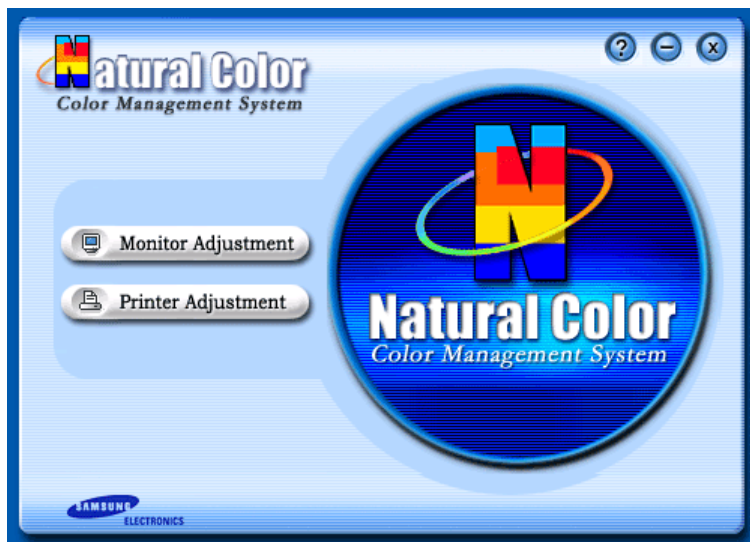 Natural Color
Color Management System
? – x
Monitor Adjustment
Printer Adjustment
N
Natural Color
Color Management System
SAMSUNG
ELECTRONICS